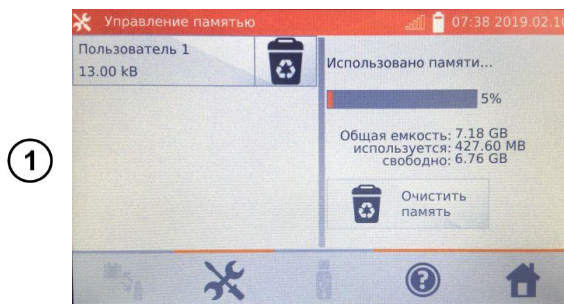 Управление памятью
07:38 2019.02.10
Пользователь 1
13.00 kB
Использовано памяти...
5%
Общая емкость: 7.18 GB
используется: 427.60 MB
свободно: 6.76 GB
Очистить
память
1